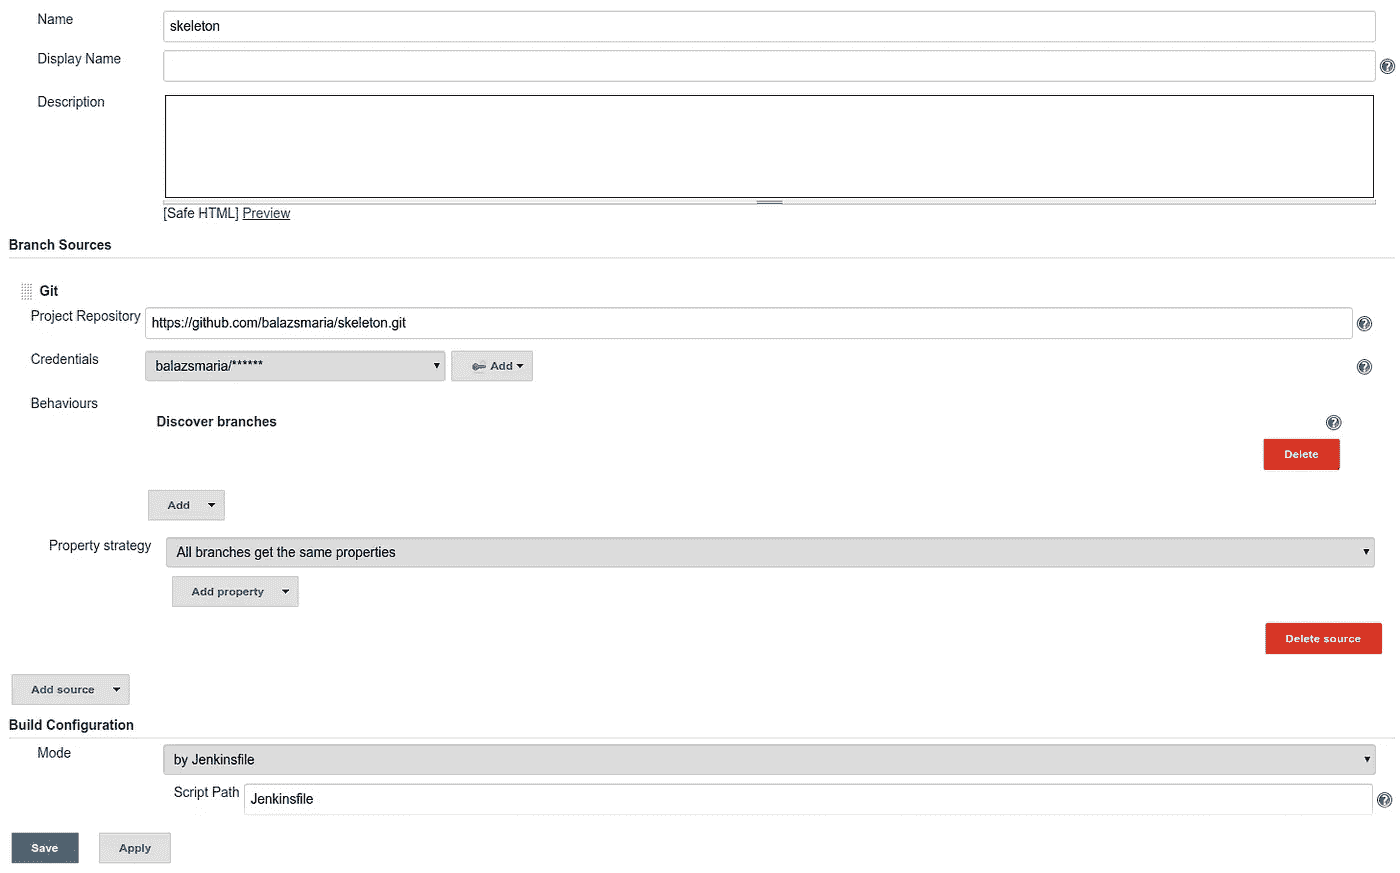 Name
skeleton
Display Name
Description
[Safe HTML] Preview
Branch Sources
Git
Project Repository
https://github.com/balazsmaria/skeleton.git
Credentials
balazsmaria/******
Add
Behaviours
Discover branches
Delete
Add
Property strategy
All branches get the same properties
Add property
Delete source
Add source
Build Configuration
Mode
by Jenkinsfile
Script Path
Jenkinsfile
Save
Apply